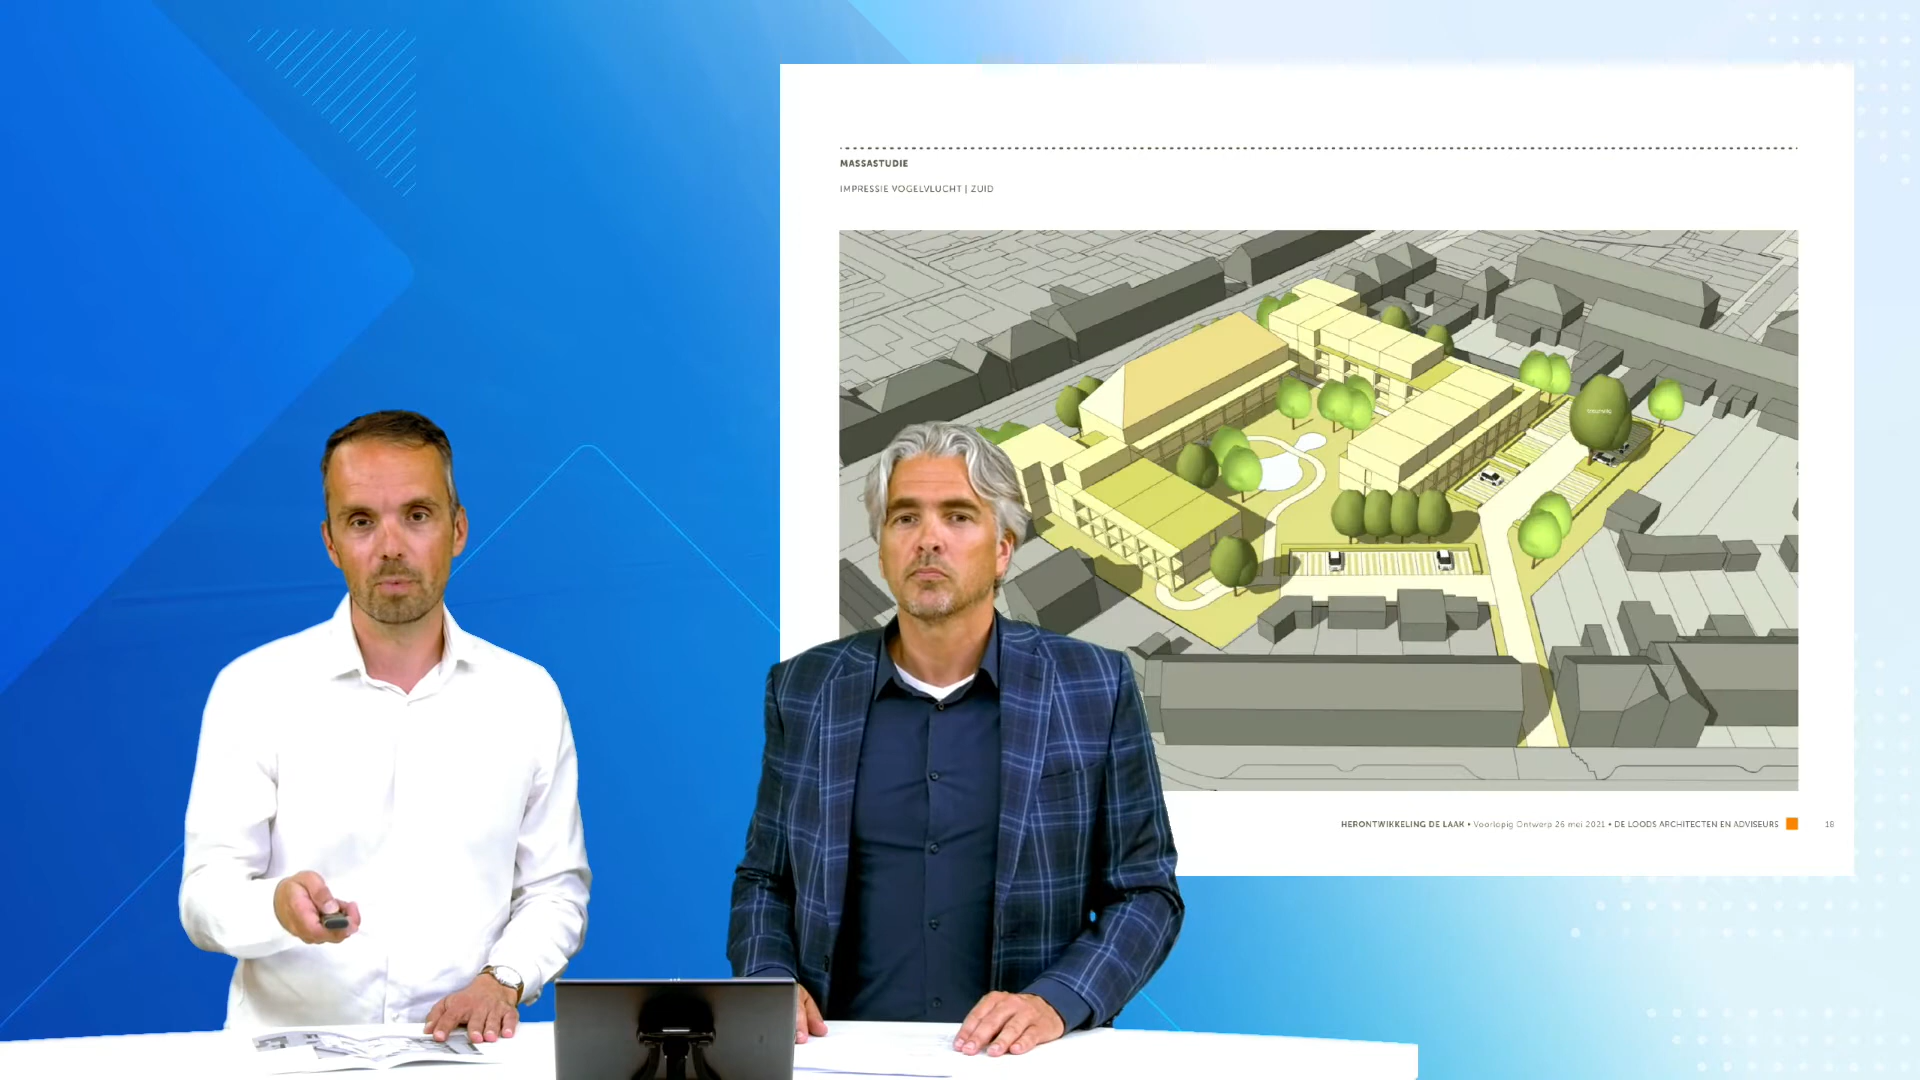 MASSASTUDIE
IMPRESSIE VOGELVLUCHT | ZUID
HERONTWIKKELING DE LAAK • Voorlopig Ontwerp 26 mei 2021 • DE LOODS ARCHITECTEN EN ADVISEURS
18